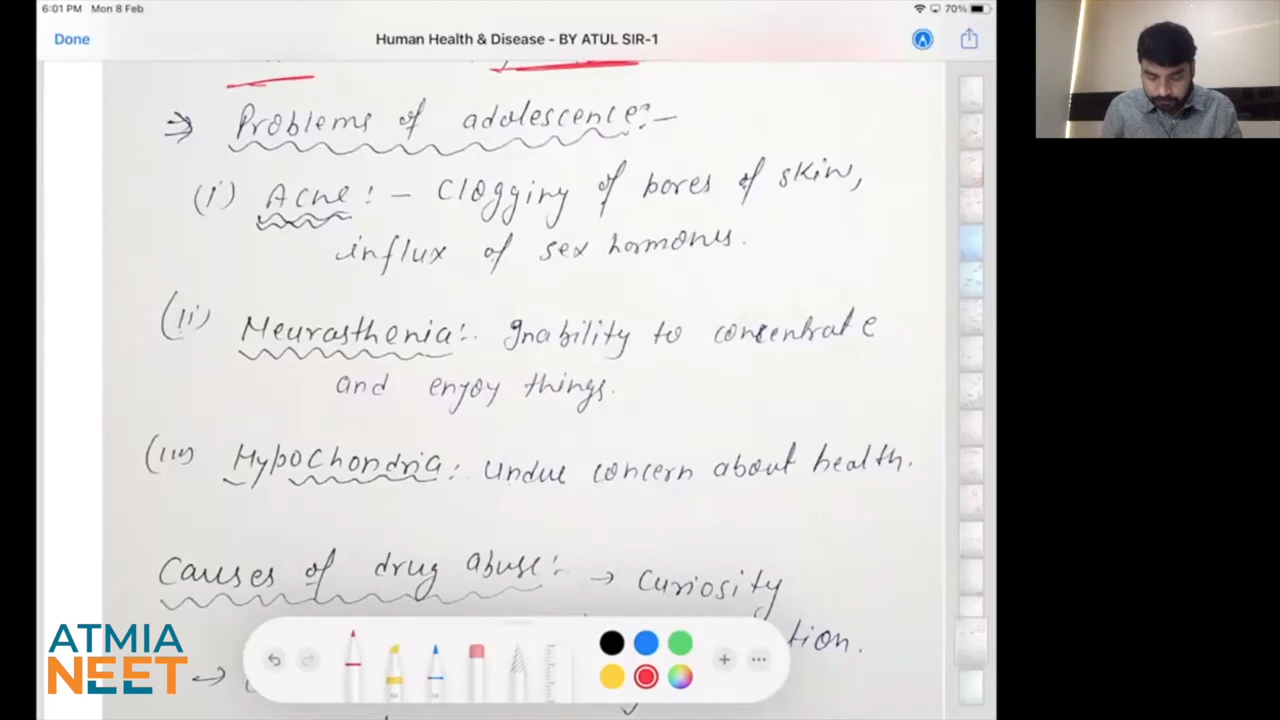 6:01 PM Mon 8 Feb
70%
Done
Human Health & Disease - BY ATUL SIR-1
⇒ Problems of adolescence:-
(i) Acne :- Clogging of bores of skin,
influx of sex hormones.
(ii) Neurasthenia:- Inability to concentrate
and enjoy things.
(iii) Hypochondria: undue concern about health.
Causes of drug abuse:- → Curiosity
tion.
→
ATMIA
NEET